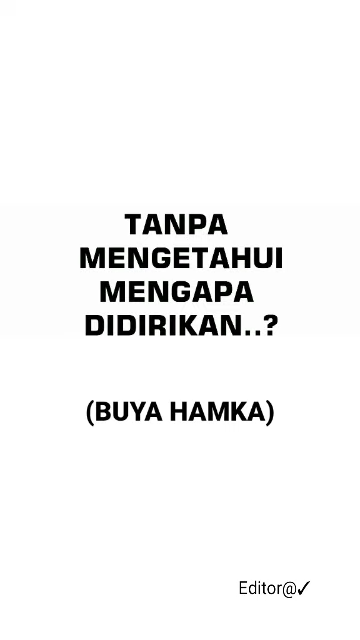 TANPA
MENGETAHUI
MENGAPA
DIDIRIKAN..?
(BUYA HAMKA)
Editor@✓